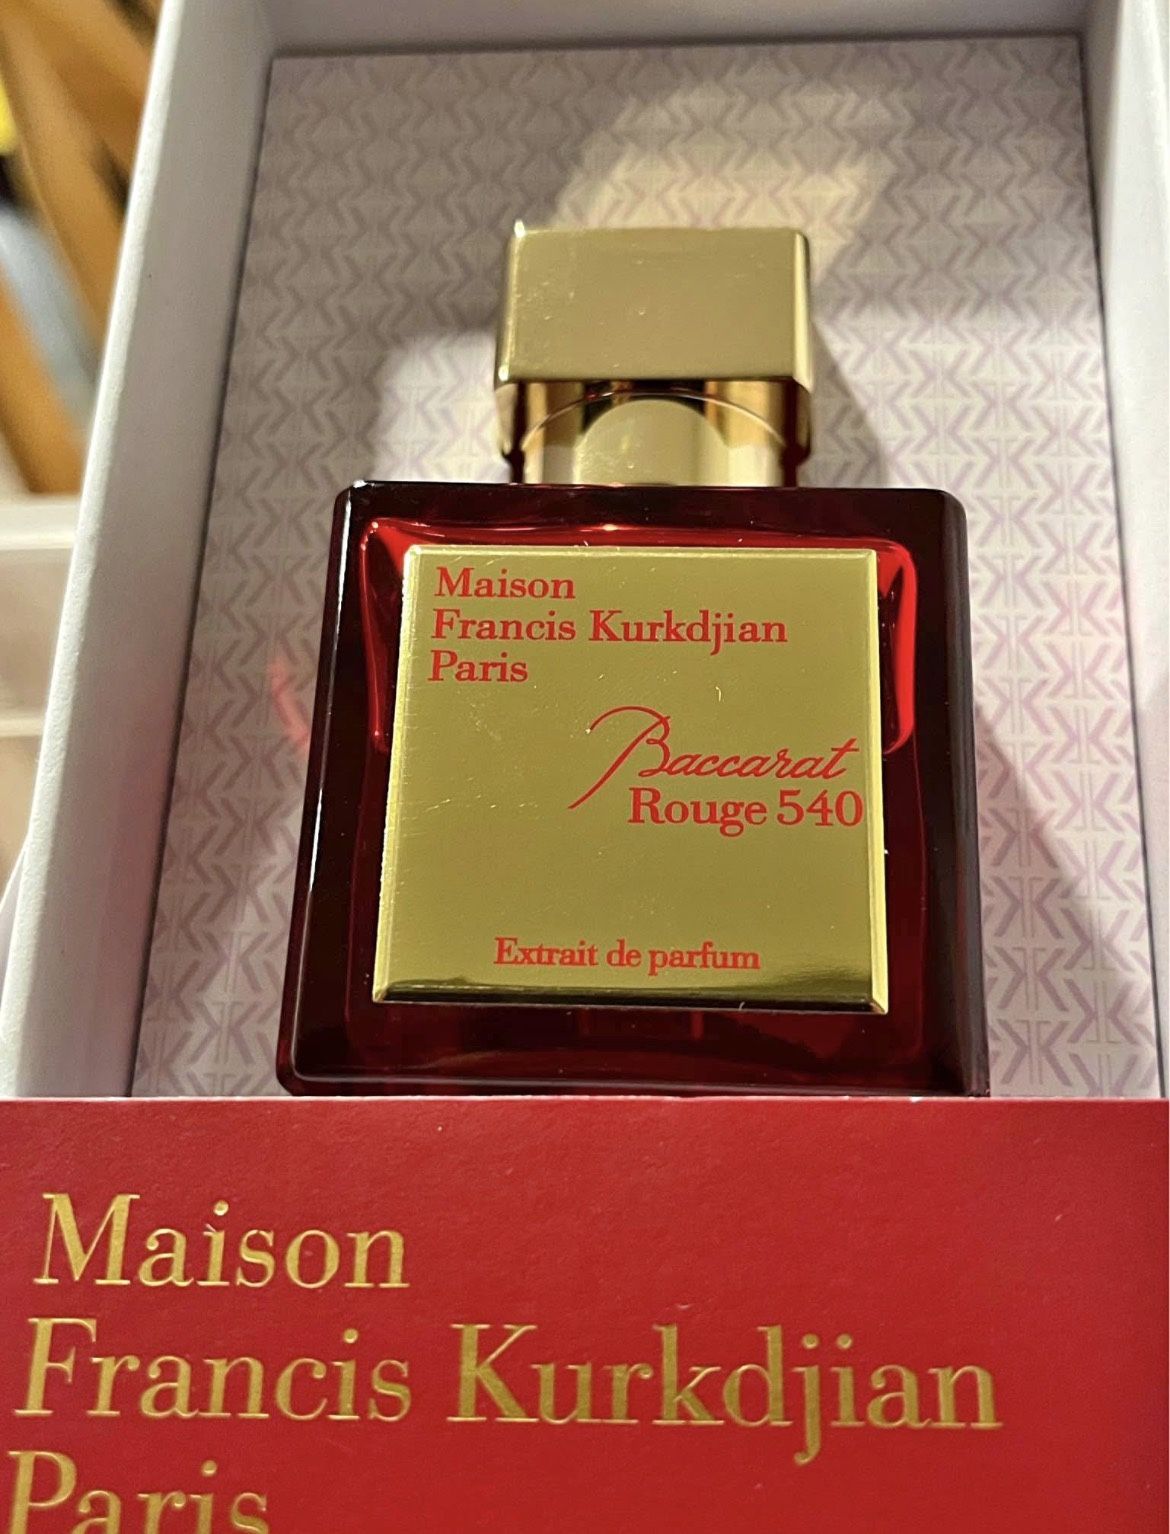 Maison
Francis Kurkdjian
Paris
Baccarat
Rouge 540
Extrait de parfum
Maison
Francis Kurkdjian
Paris